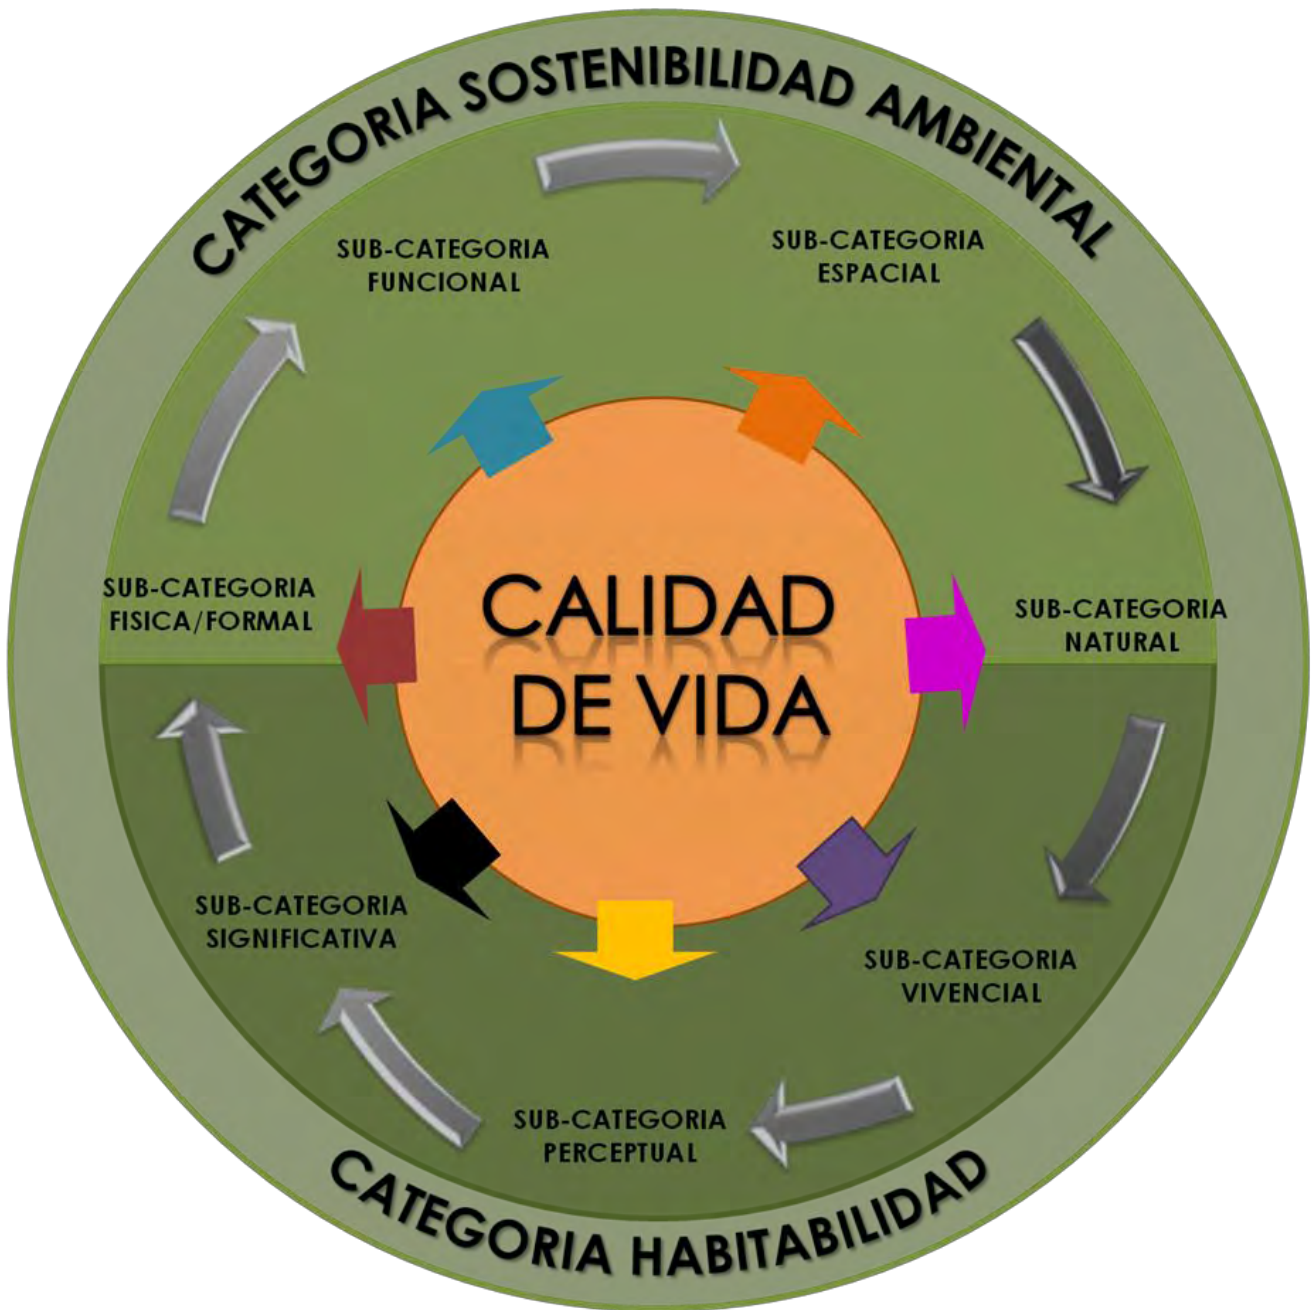 CATEGORIA SOSTENIBILIDAD AMBIENTAL
SUB-CATEGORIA
FUNCIONAL
SUB-CATEGORIA
ESPACIAL
SUB-CATEGORIA
FISICA/FORMAL
CALIDAD
DE VIDA
SUB-CATEGORIA
NATURAL
SUB-CATEGORIA
SIGNIFICATIVA
SUB-CATEGORIA
VIVENCIAL
SUB-CATEGORIA
PERCEPTUAL
CATEGORIA HABITABILIDAD